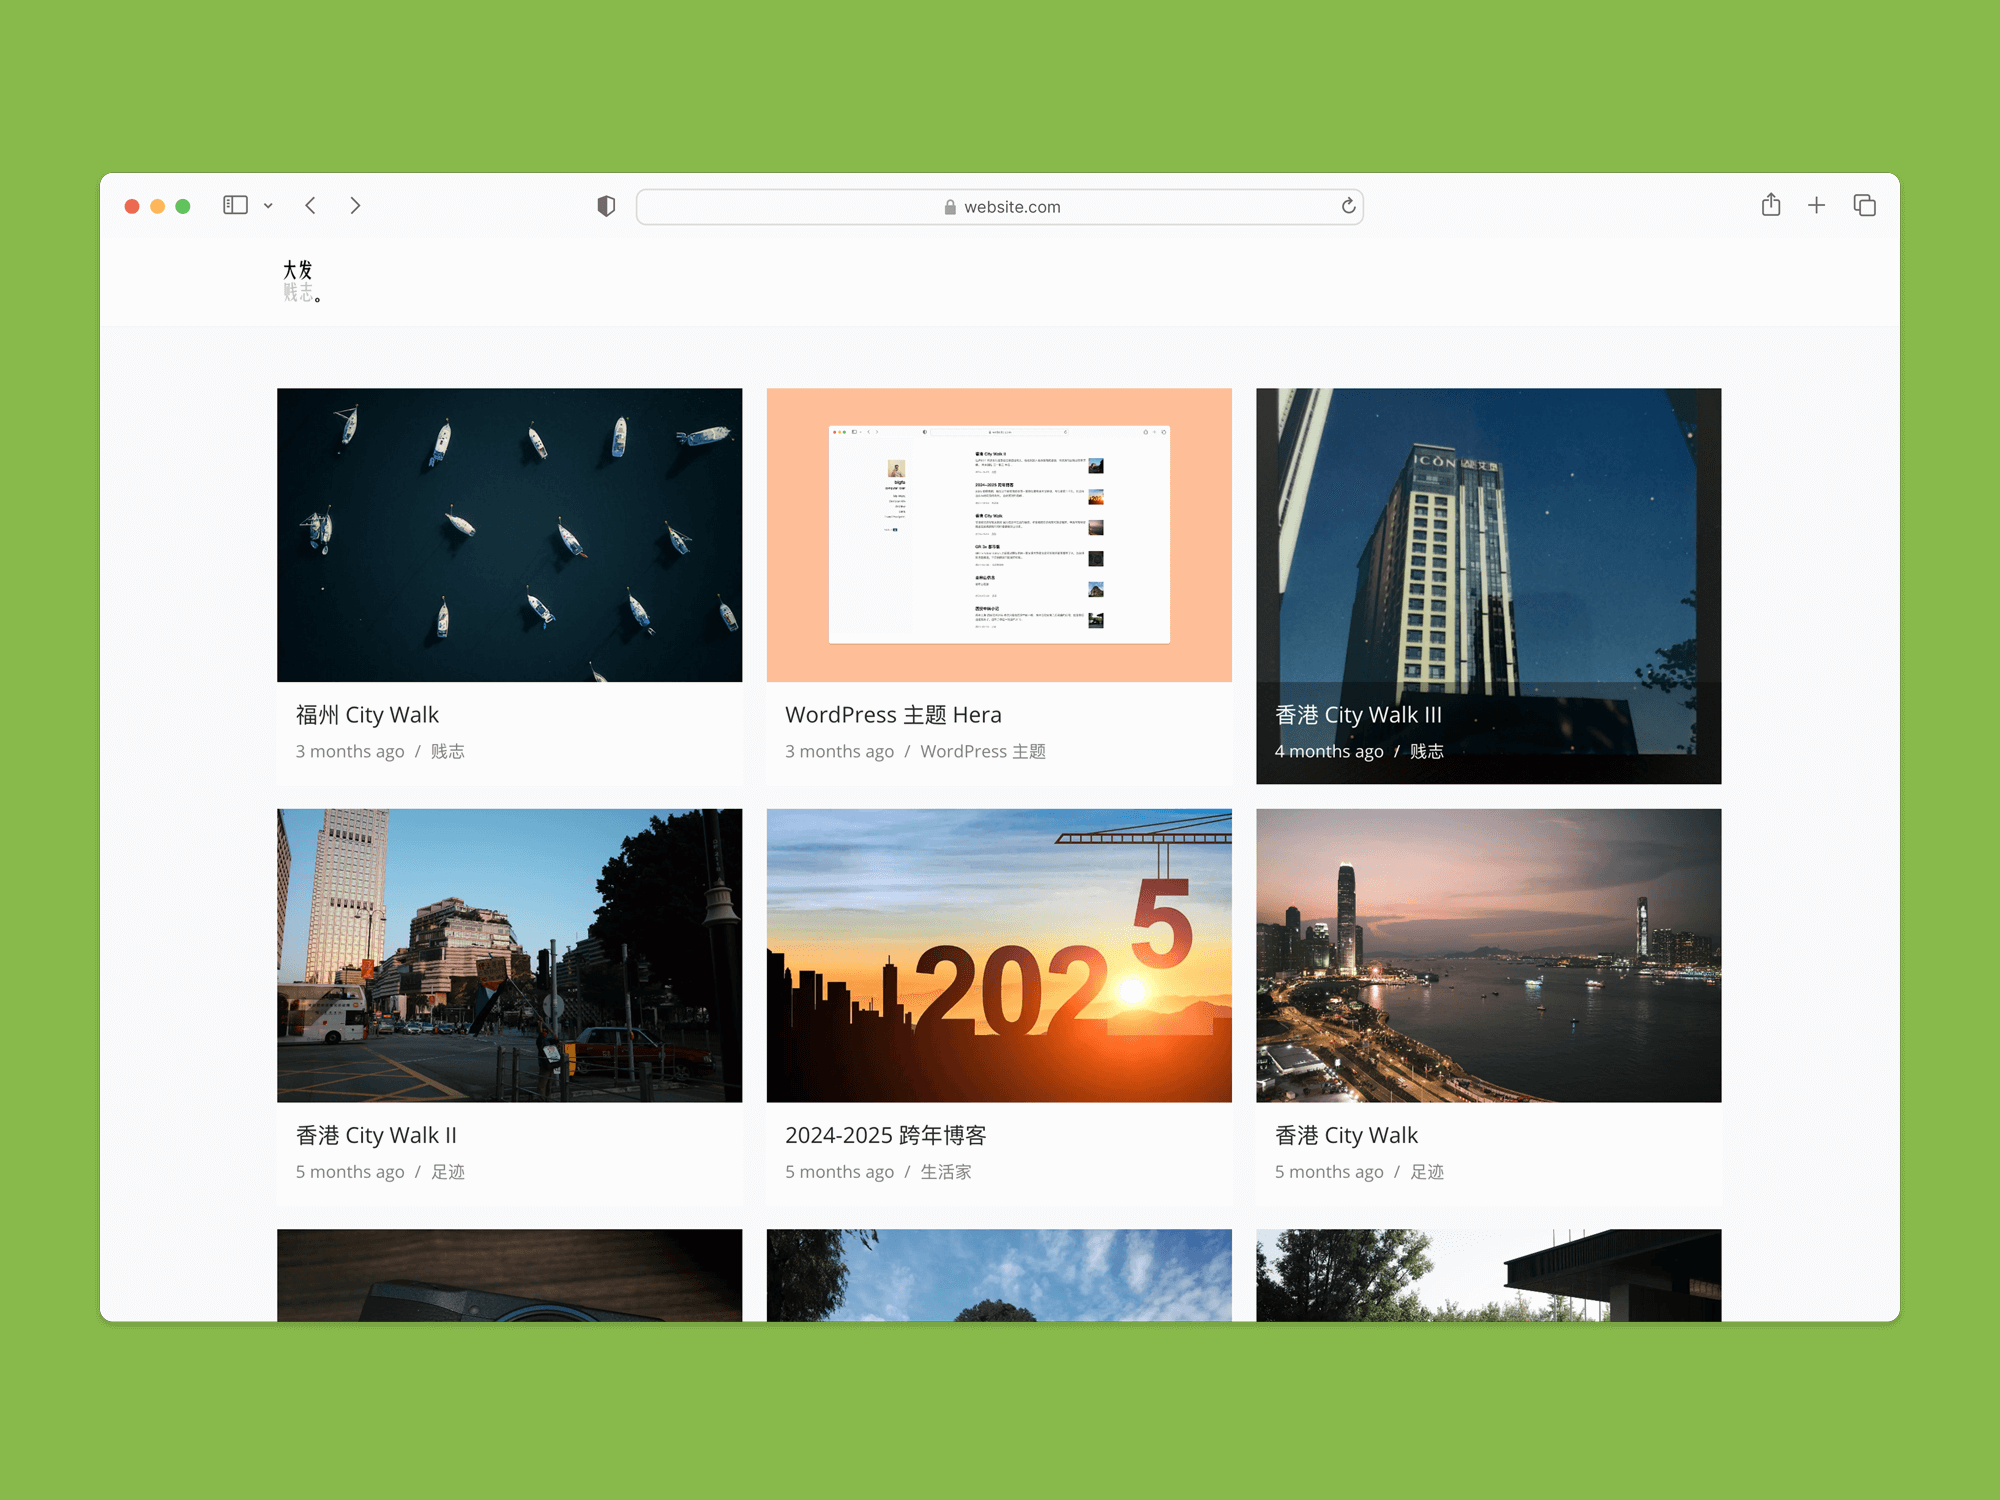 website.com
大发
贱志。
ICON
福州 City Walk
3 months ago / 贱志
WordPress 主题 Hera
3 months ago / WordPress 主题
香港 City Walk III
4 months ago / 贱志
2025
香港 City Walk II
5 months ago / 足迹
2024-2025 跨年博客
5 months ago / 生活家
香港 City Walk
5 months ago / 足迹